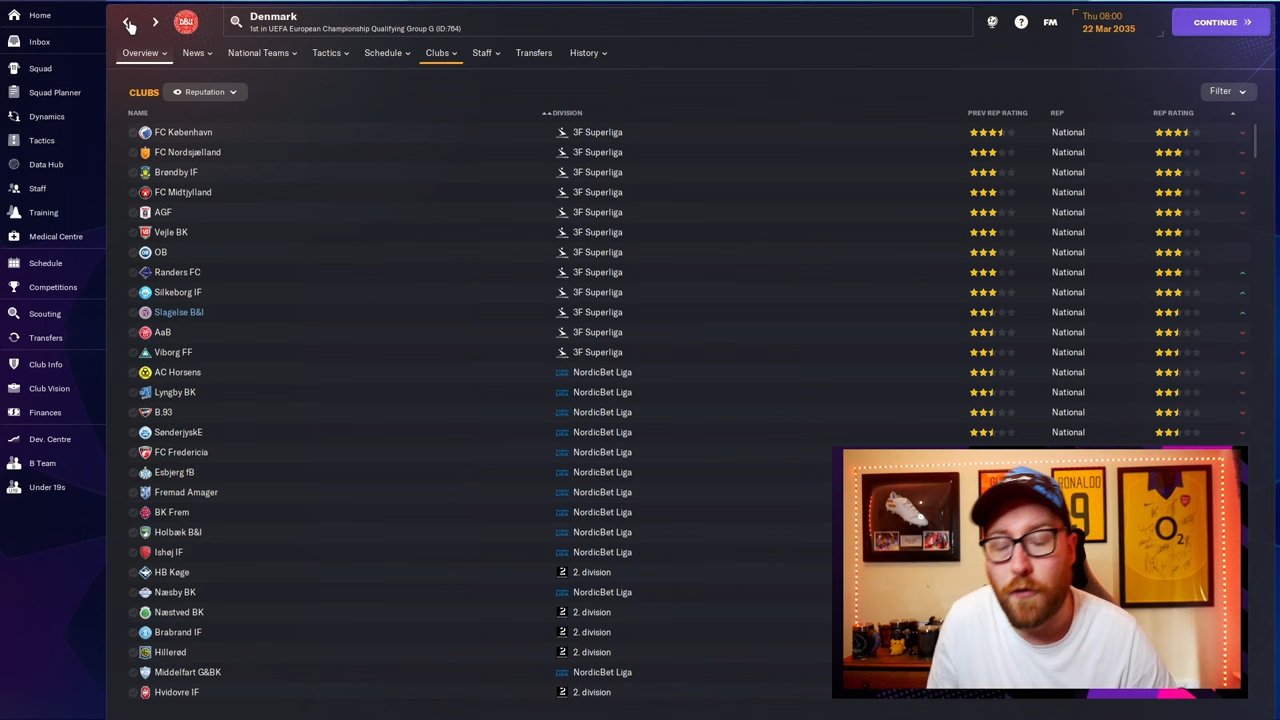 Home
Inbox
Squad
Squad Planner
Dynamics
Tactics
Data Hub
Staff
Training
Medical Centre
Schedule
Competitions
Scouting
Transfers
Club Info
Club Vision
Finances
Dev. Centre
B Team
Under 19s
Denmark
1st in UEFA European Championship Qualifying Group G (ID:764)
FM
Thu 08:00
22 Mar 2035
CONTINUE
Overview News National Teams Tactics Schedule Clubs Staff Transfers History
CLUBS Reputation Filter
NAME DIVISION PREV REP RATING REP REP RATING
FC København 3F Superliga National
FC Nordsjælland 3F Superliga National
Brøndby IF 3F Superliga National
FC Midtjylland 3F Superliga National
AGF 3F Superliga National
Vejle BK 3F Superliga National
OB 3F Superliga National
Randers FC 3F Superliga National
Silkeborg IF 3F Superliga National
Slagelse B&I 3F Superliga National
AaB 3F Superliga National
Viborg FF 3F Superliga National
AC Horsens NordicBet Liga National
Lyngby BK NordicBet Liga National
B.93 NordicBet Liga National
SønderjyskE NordicBet Liga National
FC Fredericia NordicBet Liga
Esbjerg fB NordicBet Liga
Fremad Amager NordicBet Liga
BK Frem NordicBet Liga
Holbæk B&I NordicBet Liga
Ishøj IF NordicBet Liga
HB Køge 2. division
Næsby BK NordicBet Liga
Næstved BK 2. division
Brabrand IF 2. division
Hillerød 2. division
Middelfart G&BK NordicBet Liga
Hvidovre IF 2. division
RONALDO
9
O2